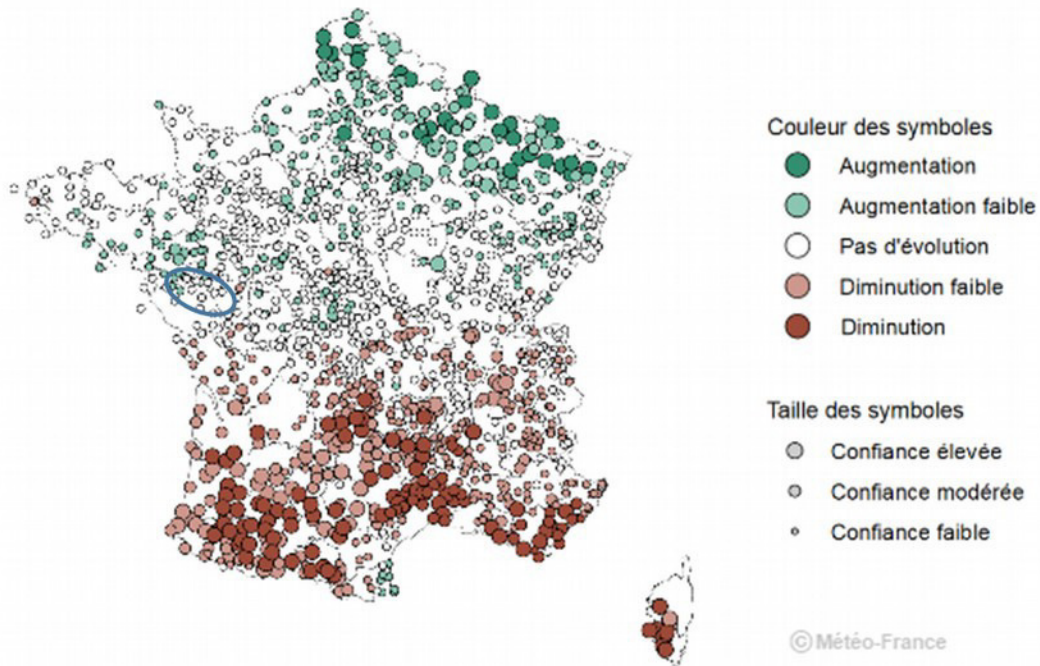 Couleur des symboles
Augmentation
Augmentation faible
Pas d'évolution
Diminution faible
Diminution
Taille des symboles
Confiance élevée
Confiance modérée
Confiance faible
© Météo-France